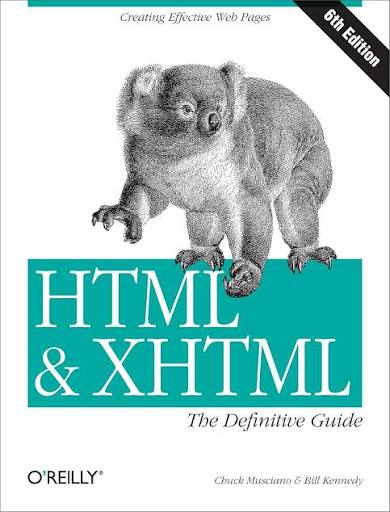 Creating Effective Web Pages
6th Edition
HTML
& XHTML
The Definitive Guide
O'REILLY®
Chuck Musciano & Bill Kennedy